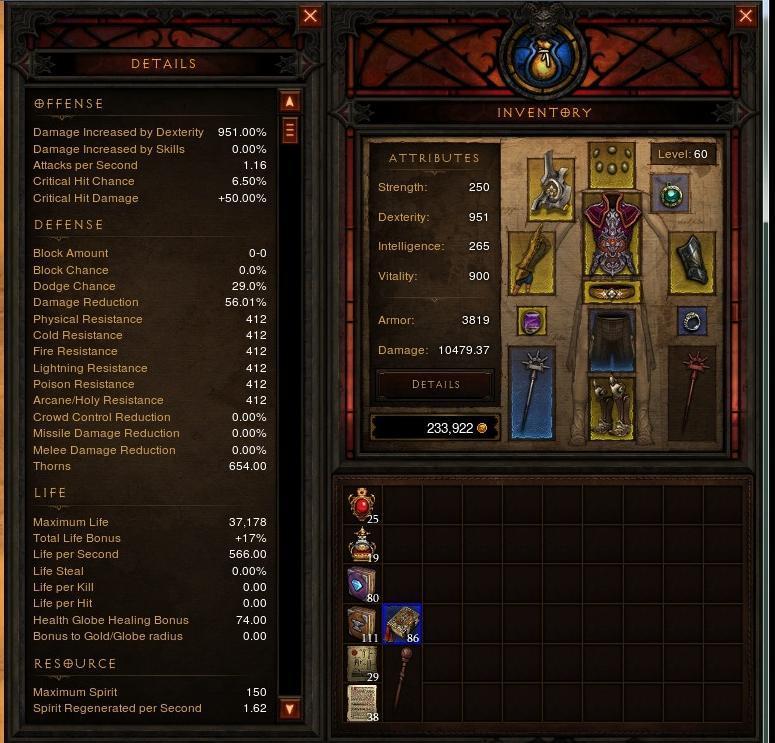 DETAILS
OFFENSE
Damage Increased by Dexterity 951.00%
Damage Increased by Skills 0.00%
Attacks per Second 1.16
Critical Hit Chance 6.50%
Critical Hit Damage +50.00%
DEFENSE
Block Amount 0-0
Block Chance 0.0%
Dodge Chance 29.0%
Damage Reduction 56.01%
Physical Resistance 412
Cold Resistance 412
Fire Resistance 412
Lightning Resistance 412
Poison Resistance 412
Arcane/Holy Resistance 412
Crowd Control Reduction 0.00%
Missile Damage Reduction 0.00%
Melee Damage Reduction 0.00%
Thorns 654.00
LIFE
Maximum Life 37,178
Total Life Bonus +17%
Life per Second 566.00
Life Steal 0.00%
Life per Kill 0.00
Life per Hit 0.00
Health Globe Healing Bonus 74.00
Bonus to Gold/Globe radius 0.00
RESOURCE
Maximum Spirit 150
Spirit Regenerated per Second 1.62
INVENTORY
Level: 60
ATTRIBUTES
Strength: 250
Dexterity: 951
Intelligence: 265
Vitality: 900
Armor: 3819
Damage: 10479.37
DETAILS
233,922
25
19
80
111 86
29
38